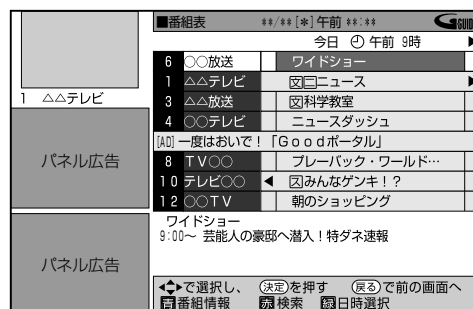 ■番組表 **/**[*]午前 **:** GGUID
今日 午前 9時
6 ○○放送 ワイドショー
1 △△テレビ 文二ニュース
3 △△放送 文科学教室
4 ○○テレビ ニュースダッシュ
[AD]一度はおいで!「Goodポータル」
8 TV○○ プレーバック・ワールド…
10 テレビ○○ ◀ ステみんなゲンキ!?
12 ○○TV 朝のショッピング
1 △△テレビ
パネル広告
パネル広告
ワイドショー
9:00~ 芸能人の豪邸へ潜入!特ダネ速報
で選択し、 決定を押す 戻るで前の画面へ
青番組情報 赤検索 緑日時選択